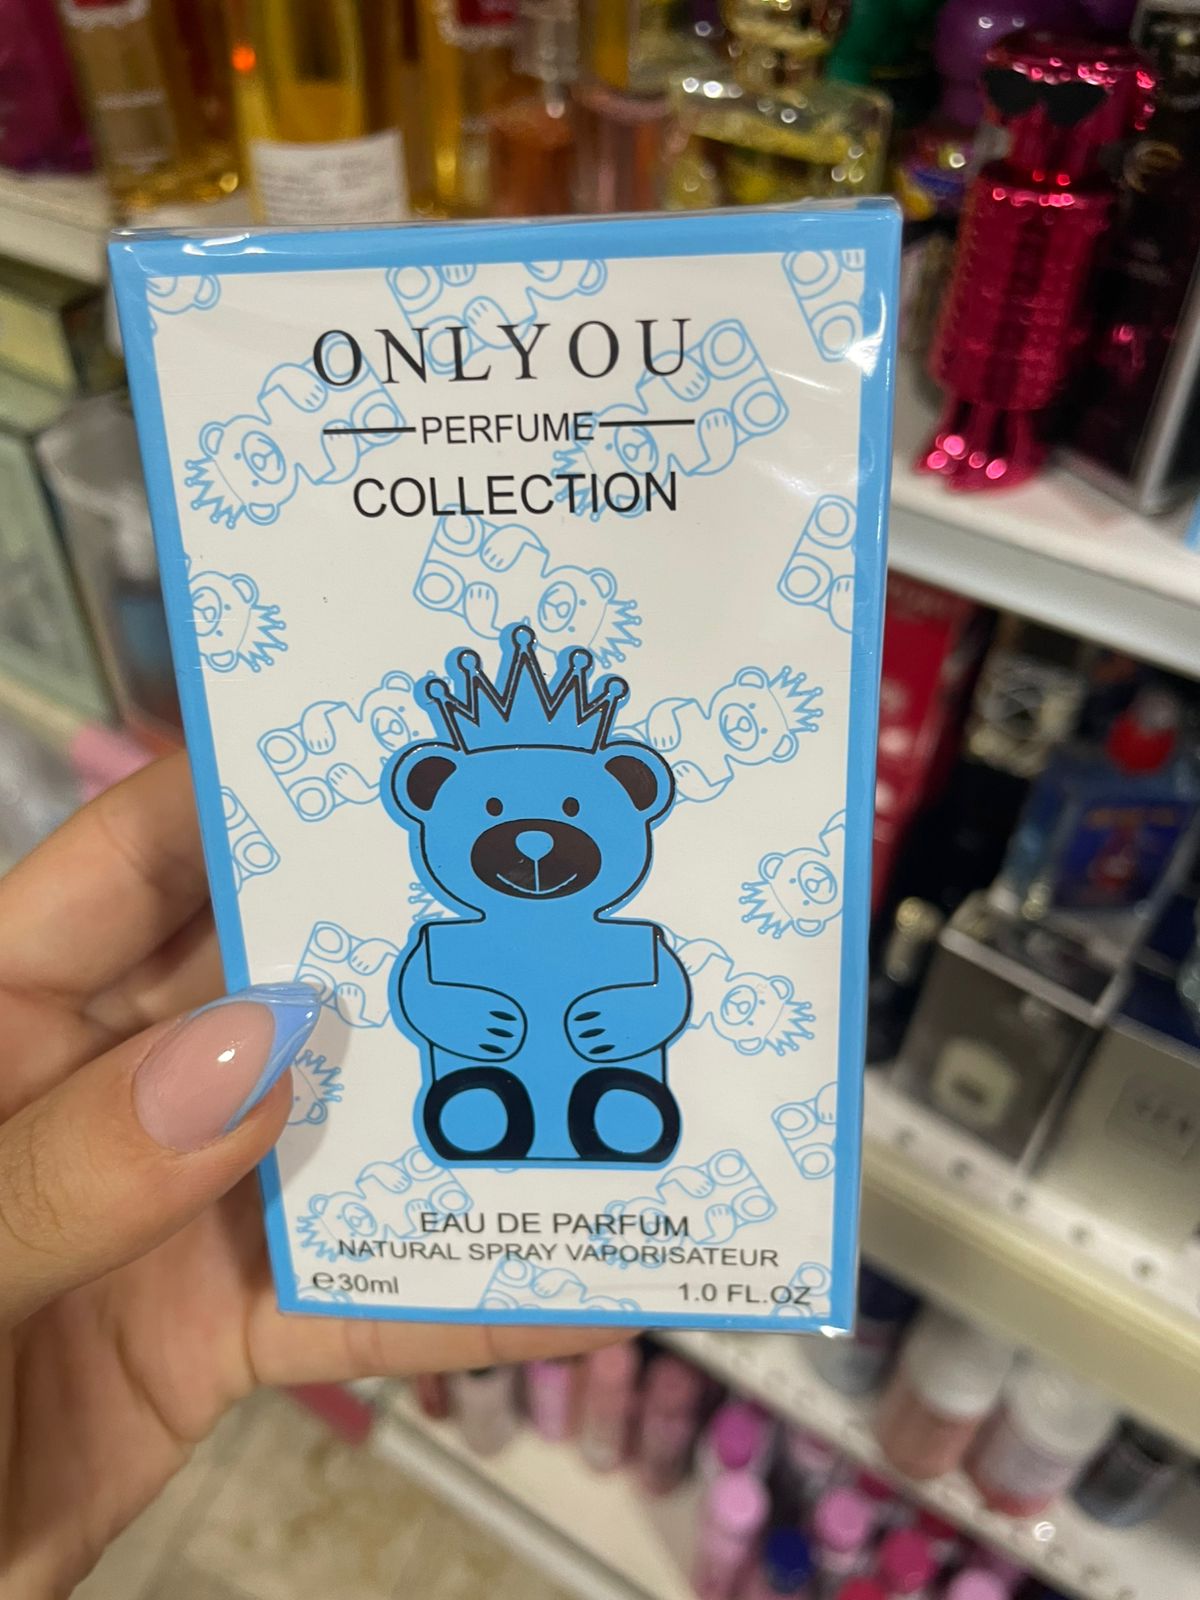 ONLYOU
PERFUME
COLLECTION
EAU DE PARFUM
NATURAL SPRAY VAPORISATEUR
℮30ml
1.0 FL.OZ